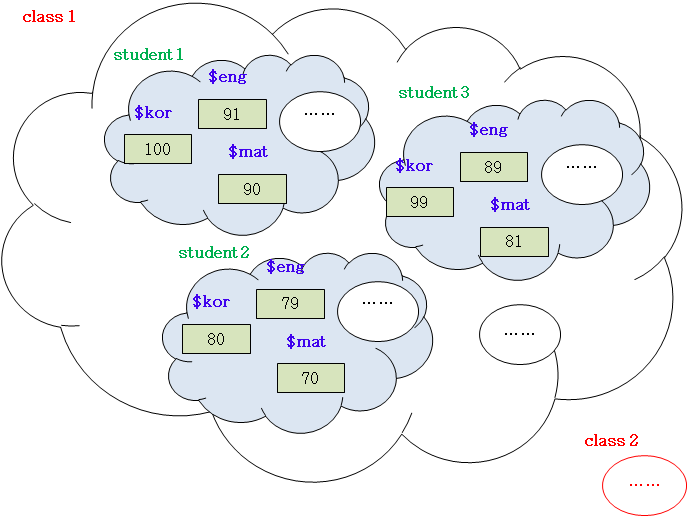 class 1
student1
$eng
91
$kor
100
$mat
90
……
student3
$eng
89
$kor
99
$mat
81
……
student2
$eng
79
$kor
80
$mat
70
……
……
class 2
……